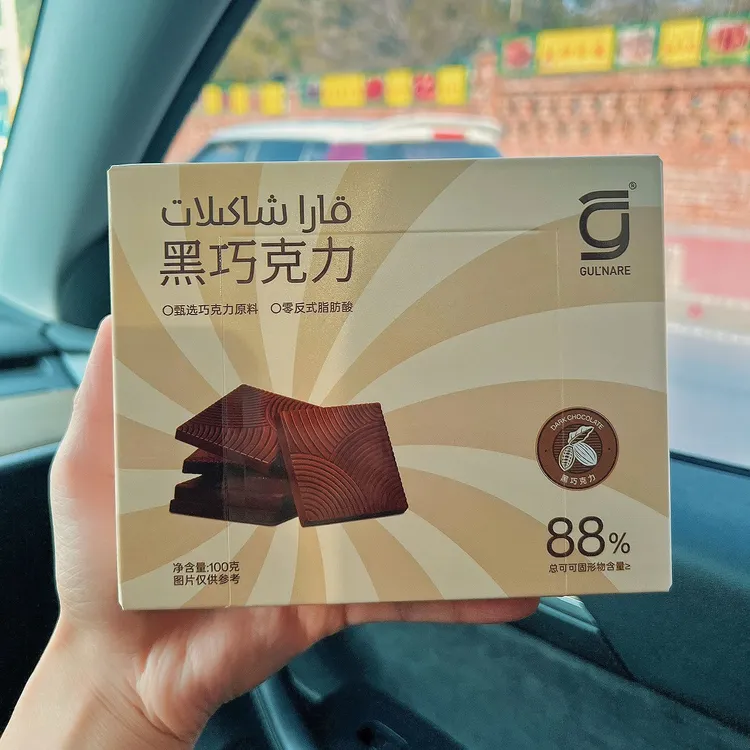 قارا شاكىلات
黑巧克力
○甄选巧克力原料 ○零反式脂肪酸
®
GUL'NARE
DARK CHOCOLATE
黑巧克力
88%
总可可固形物含量≥
净含量:100克
图片仅供参考